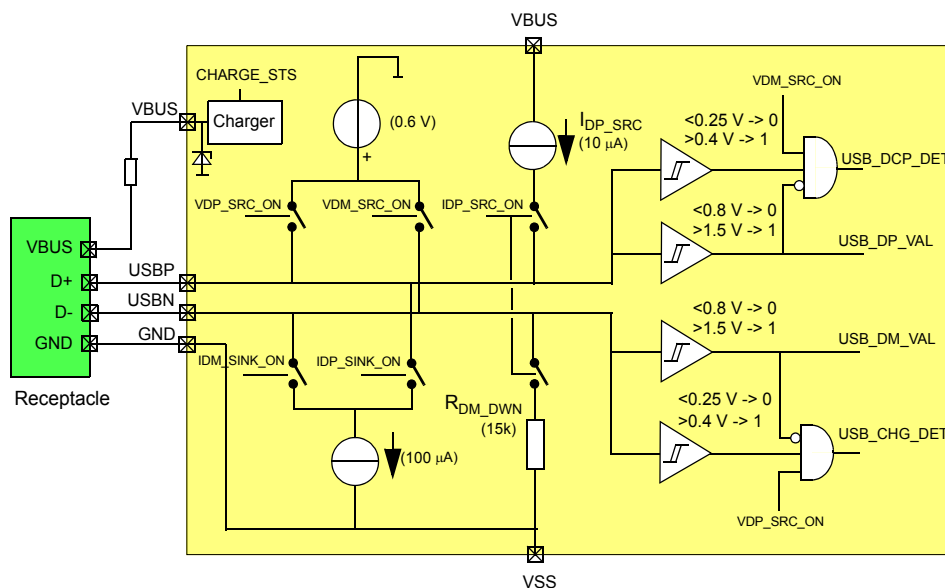 VBUS
CHARGE_STS
VBUS
Charger
(0.6 V)
+
I_DP_SRC
(10 µA)
VDM_SRC_ON
<0.25 V -> 0
>0.4 V -> 1
USB_DCP_DET
VDP_SRC_ON
VDM_SRC_ON
IDP_SRC_ON
<0.8 V -> 0
>1.5 V -> 1
USB_DP_VAL
VBUS
D+
D-
GND
Receptacle
USBP
USBN
GND
IDM_SINK_ON
IDP_SINK_ON
(100 µA)
R_DM_DWN
(15k)
<0.8 V -> 0
>1.5 V -> 1
USB_DM_VAL
<0.25 V -> 0
>0.4 V -> 1
USB_CHG_DET
VDP_SRC_ON
VSS